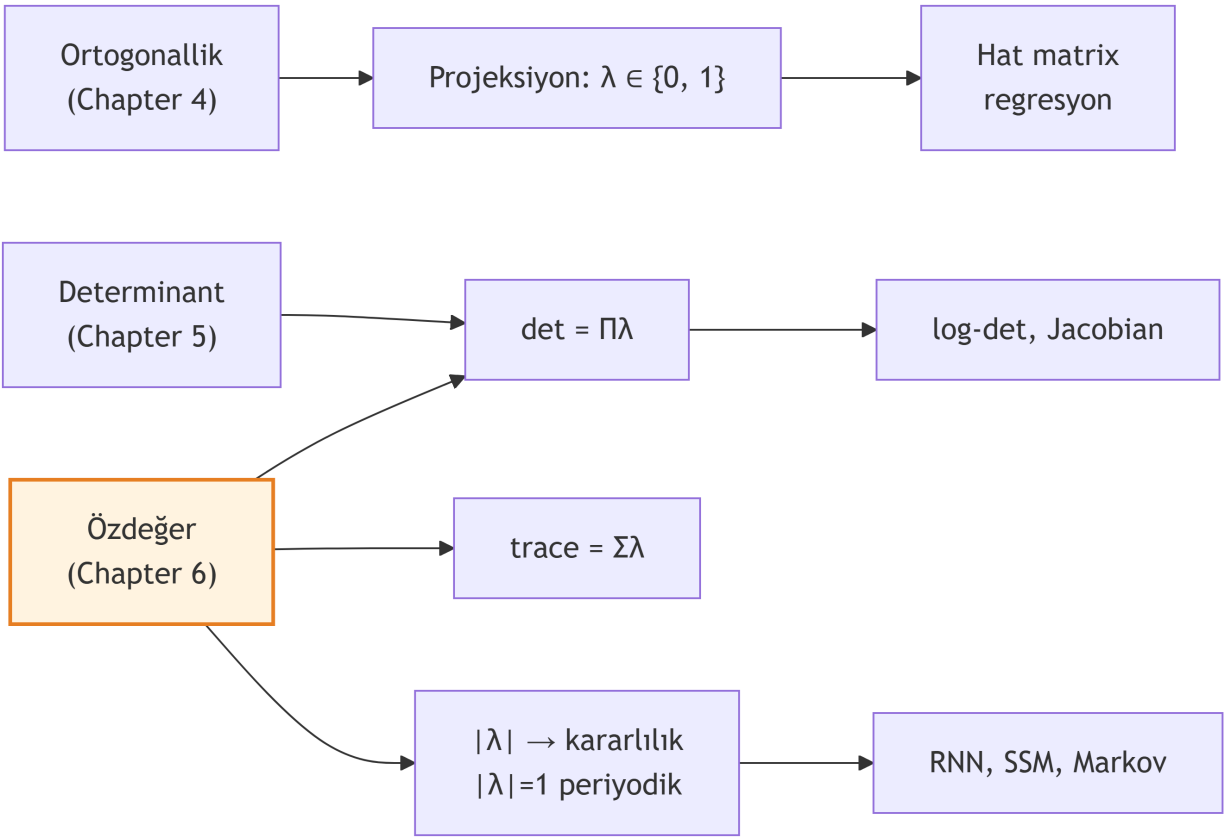 Ortogonallik
(Chapter 4)
Projeksiyon: λ ∈ {0, 1}
Hat matrix
regresyon
Determinant
(Chapter 5)
det = Πλ
log-det, Jacobian
Özdeğer
(Chapter 6)
trace = Σλ
|λ| → kararlılık
|λ|=1 periyodik
RNN, SSM, Markov